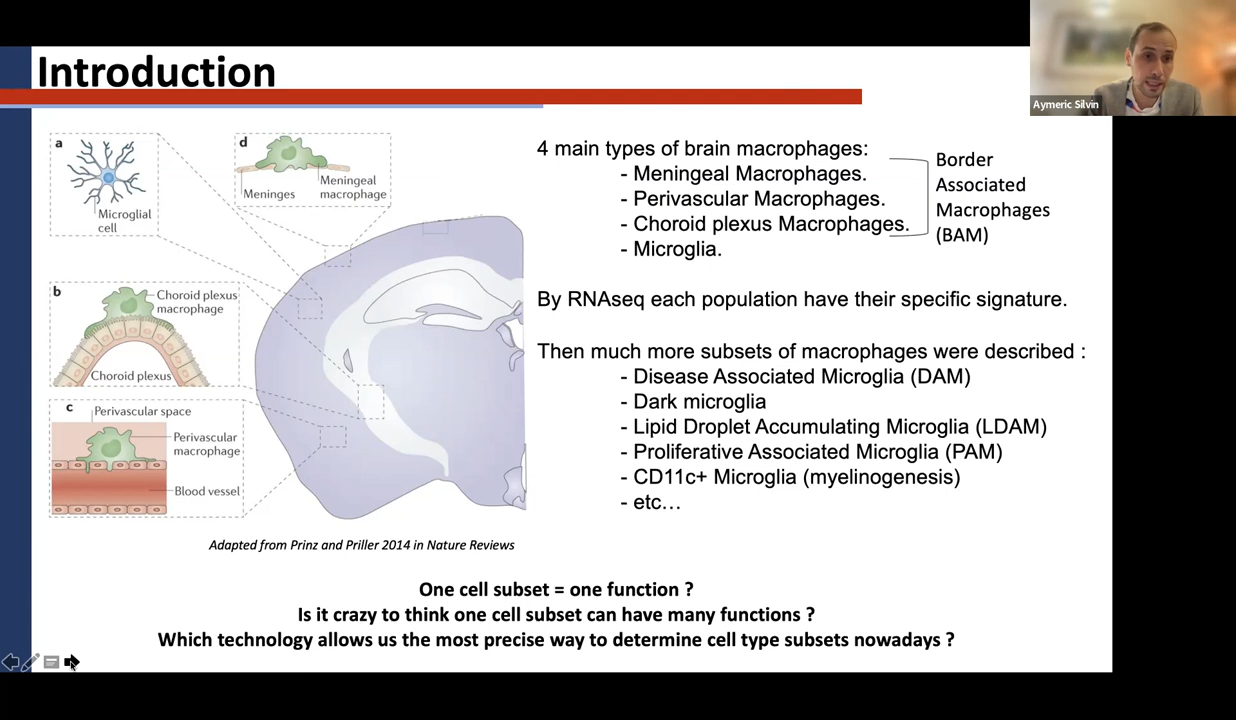 Introduction
Aymeric Silvin
a
Microglial
cell
d
Meninges
Meningeal
macrophage
b
Choroid plexus
macrophage
Choroid plexus
c
Perivascular space
Perivascular
macrophage
Blood vessel
Adapted from Prinz and Priller 2014 in Nature Reviews
4 main types of brain macrophages:
- Meningeal Macrophages.
- Perivascular Macrophages.
- Choroid plexus Macrophages.
- Microglia.
Border
Associated
Macrophages
(BAM)
By RNAseq each population have their specific signature.
Then much more subsets of macrophages were described :
- Disease Associated Microglia (DAM)
- Dark microglia
- Lipid Droplet Accumulating Microglia (LDAM)
- Proliferative Associated Microglia (PAM)
- CD11c+ Microglia (myelinogenesis)
- etc…
One cell subset = one function ?
Is it crazy to think one cell subset can have many functions ?
Which technology allows us the most precise way to determine cell type subsets nowadays ?